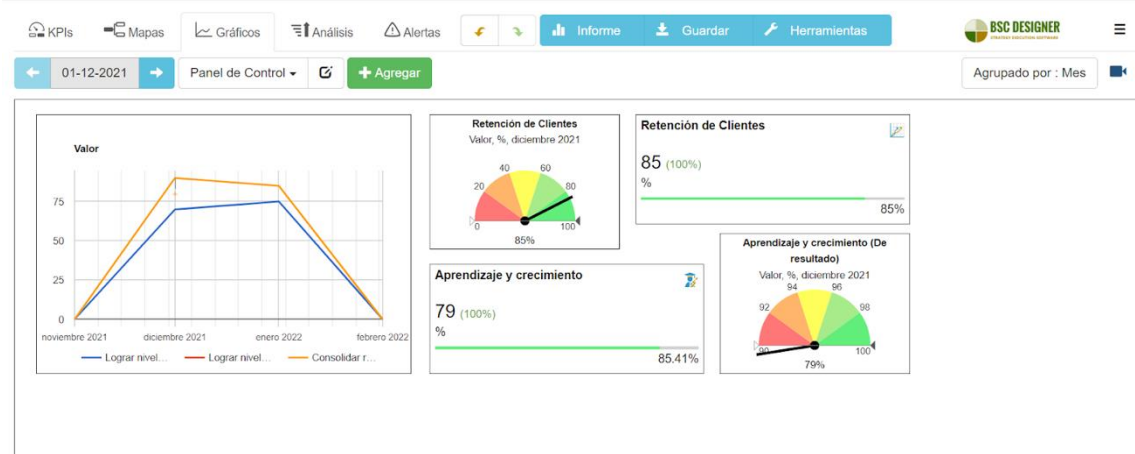 KPIs
Mapas
Gráficos
Análisis
Alertas
Informe
Guardar
Herramientas
BSC DESIGNER
STRATEGY EXECUTION SOFTWARE
01-12-2021
Panel de Control
Agregar
Agrupado por : Mes
Valor
75
50
25
0
noviembre 2021
diciembre 2021
enero 2022
febrero 2022
Lograr nivel...
Lograr nivel...
Consolidar r...
Retención de Clientes
Valor, %, diciembre 2021
0
20
40
60
80
100
85%
Retención de Clientes
85 (100%)
%
85%
Aprendizaje y crecimiento
79 (100%)
%
85.41%
Aprendizaje y crecimiento (De
resultado)
Valor, %, diciembre 2021
90
92
94
96
98
100
79%